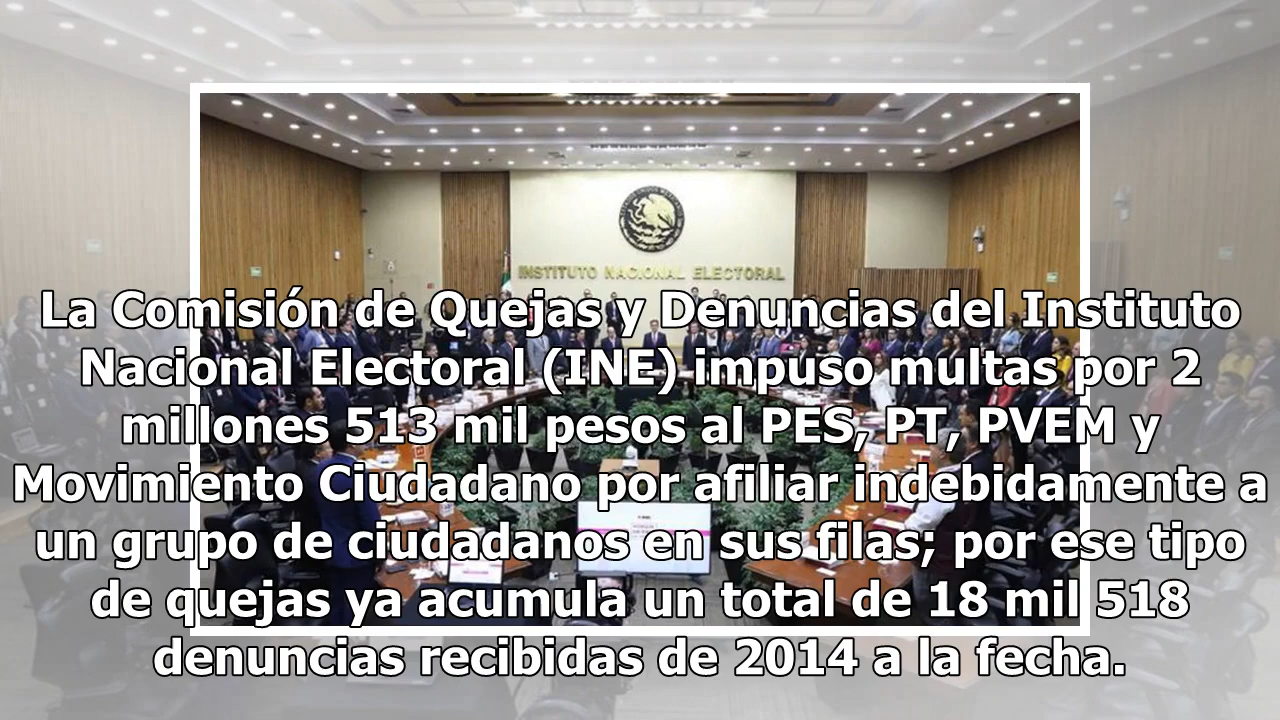 INSTITUTO NACIONAL ELECTORAL
La Comisión de Quejas y Denuncias del Instituto
Nacional Electoral (INE) impuso multas por 2
millones 513 mil pesos al PES, PT, PVEM y
Movimiento Ciudadano por afiliar indebidamente a
un grupo de ciudadanos en sus filas; por ese tipo
de quejas ya acumula un total de 18 mil 518
denuncias recibidas de 2014 a la fecha.